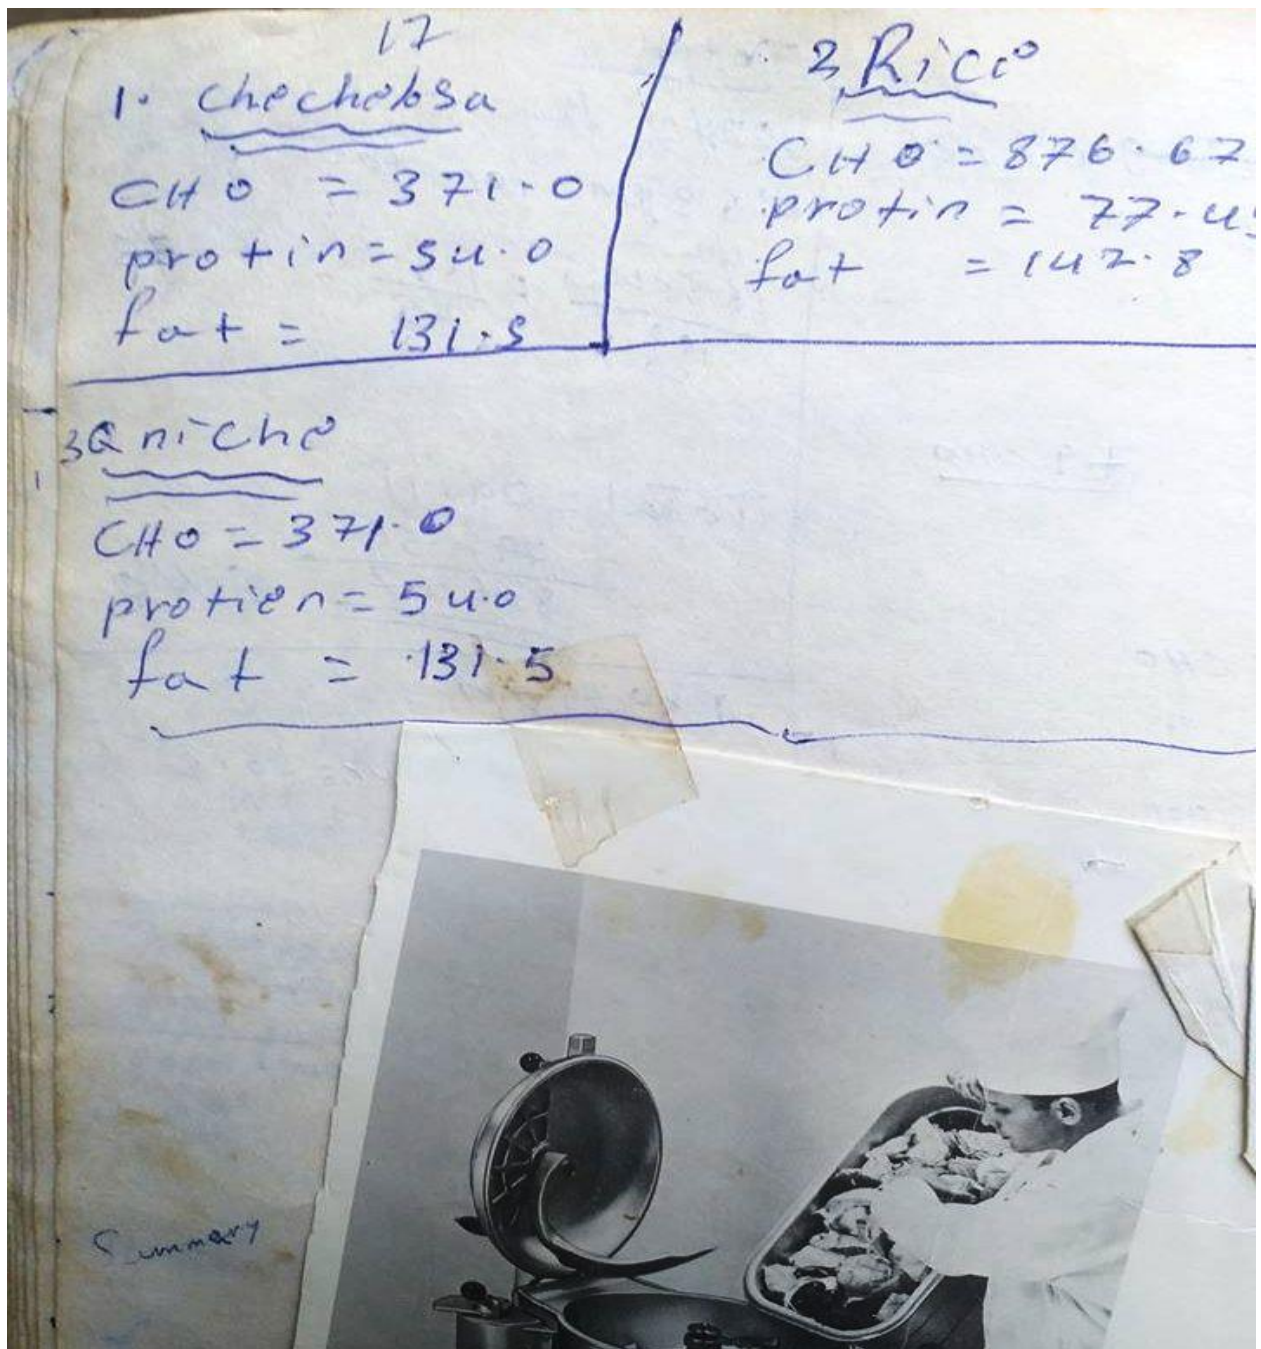 17
1. chechebsa
CHO = 371.0
protin = 54.0
fat = 131.5
2, Rice
CHO = 876.67
protin = 77.4
fat = 142.8
3 Qniche
CHO = 371.0
protien = 54.0
fat = 131.5
Summary